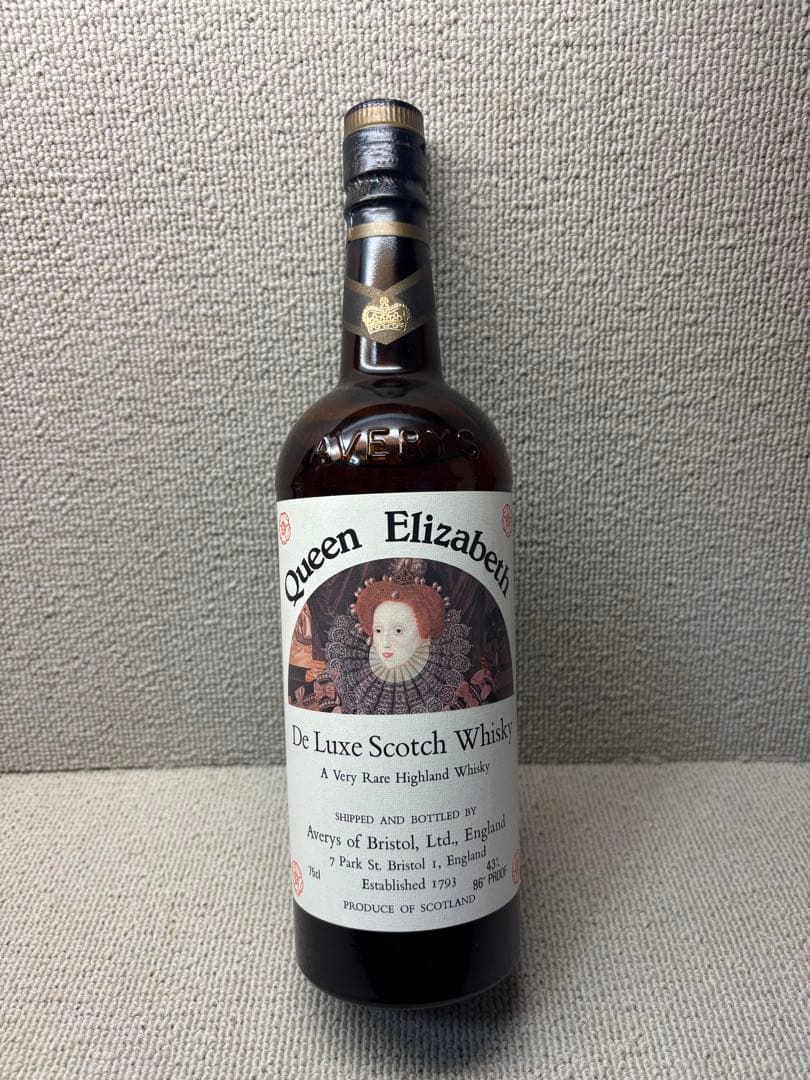 AVERYS
Queen Elizabeth
De Luxe Scotch Whisky
A Very Rare Highland Whisky
SHIPPED AND BOTTLED BY
Averys of Bristol, Ltd., England
7 Park St. Bristol 1, England
75cl
Established 1793
43%
86° PROOF
PRODUCE OF SCOTLAND